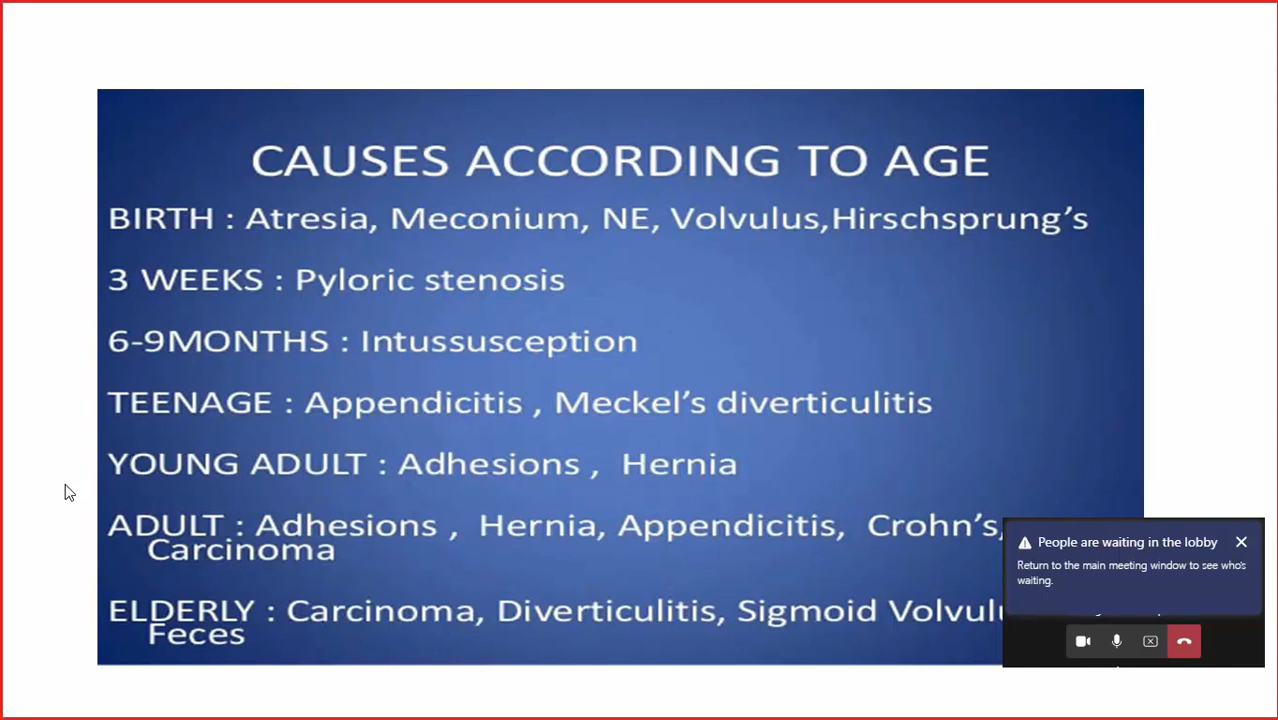 CAUSES ACCORDING TO AGE
BIRTH : Atresia, Meconium, NE, Volvulus,Hirschsprung's
3 WEEKS : Pyloric stenosis
6-9MONTHS : Intussusception
TEENAGE : Appendicitis , Meckel's diverticulitis
YOUNG ADULT : Adhesions , Hernia
ADULT : Adhesions , Hernia, Appendicitis, Crohn's,
Carcinoma
ELDERLY : Carcinoma, Diverticulitis, Sigmoid
Feces
People are waiting in the lobby
Return to the main meeting window to see who's
waiting.